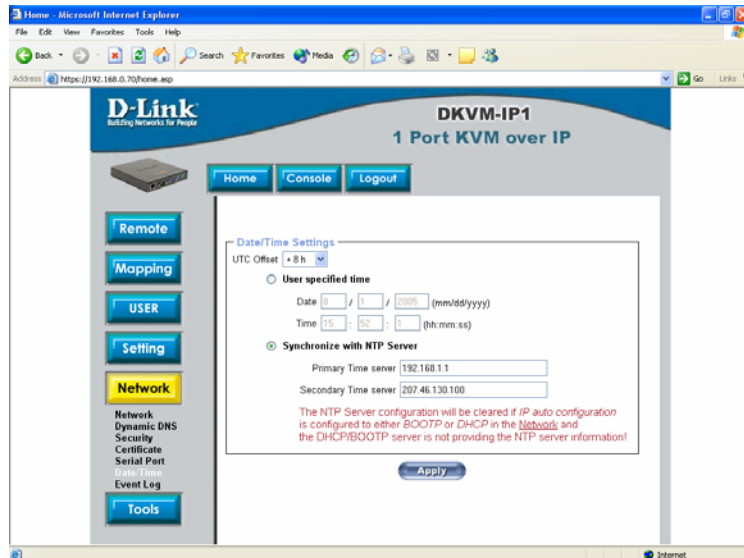 Home - Microsoft Internet Explorer
File Edit View Favorites Tools Help
Back Search Favorites Media
Address https://192.168.0.70/home.asp Go Links
D-Link
Building Networks for People
DKVM-IP1
1 Port KVM over IP
Home Console Logout
Remote
Mapping
USER
Setting
Network
Network
Dynamic DNS
Security
Certificate
Serial Port
Date/Time
Event Log
Tools
Date/Time Settings
UTC Offset + 8 h
User specified time
Date 8 / 1 / 2005 (mm/dd/yyyy)
Time 15 : 52 : 1 (hh:mm:ss)
Synchronize with NTP Server
Primary Time server 192.168.1.1
Secondary Time server 207.46.130.100
The NTP Server configuration will be cleared if IP auto configuration
is configured to either BOOTP or DHCP in the Network and
the DHCP/BOOTP server is not providing the NTP server information!
Apply
Internet